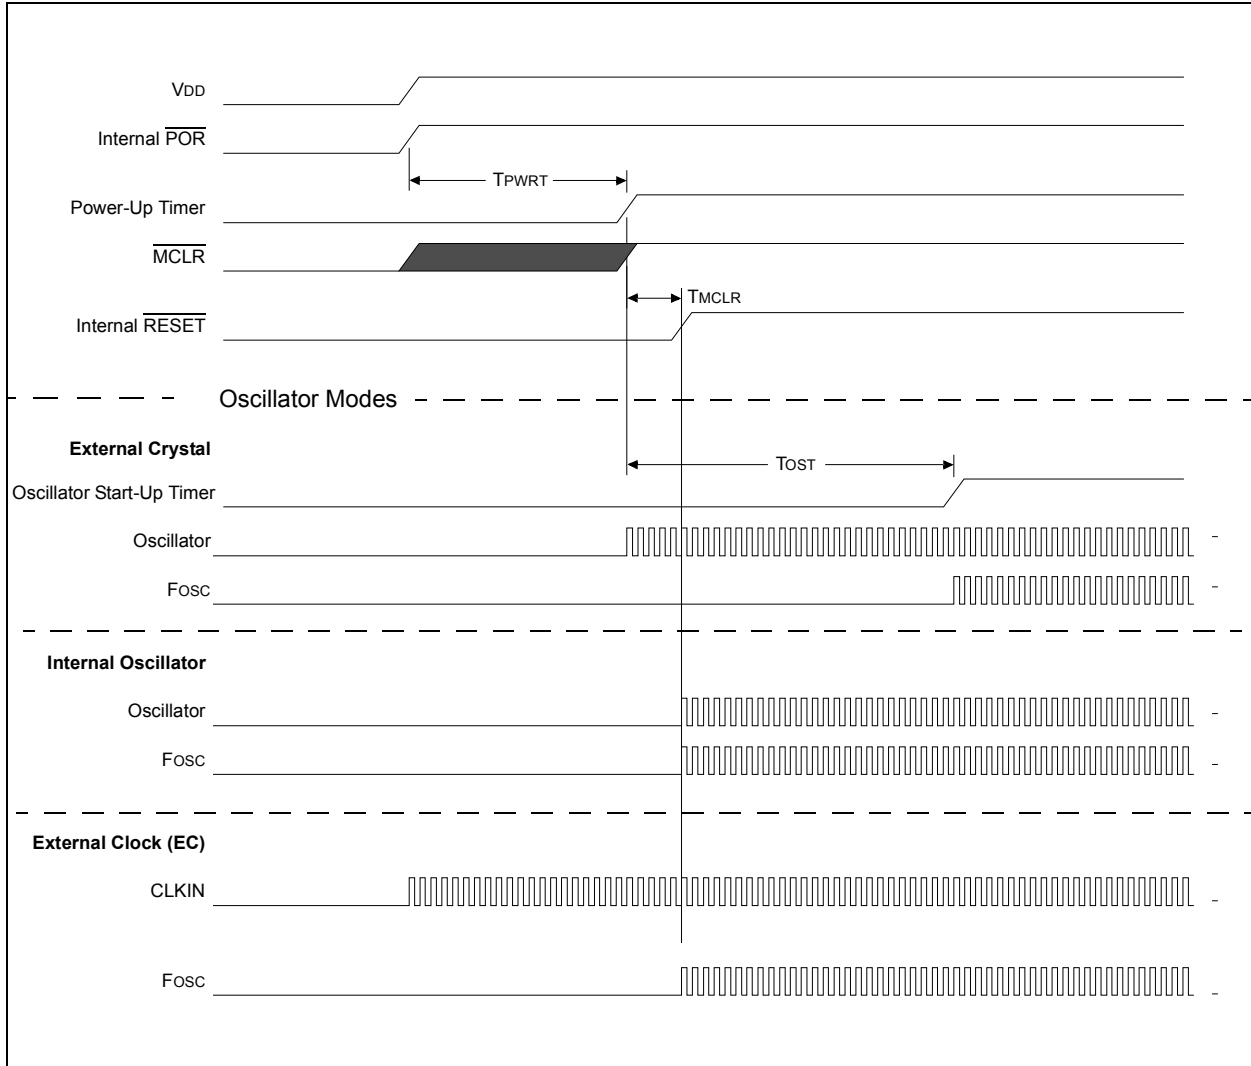 VDD
Internal POR
TPWRT
Power-Up Timer
MCLR
TMCLR
Internal RESET
Oscillator Modes
External Crystal
TOST
Oscillator Start-Up Timer
Oscillator
FOSC
Internal Oscillator
Oscillator
FOSC
External Clock (EC)
CLKIN
FOSC